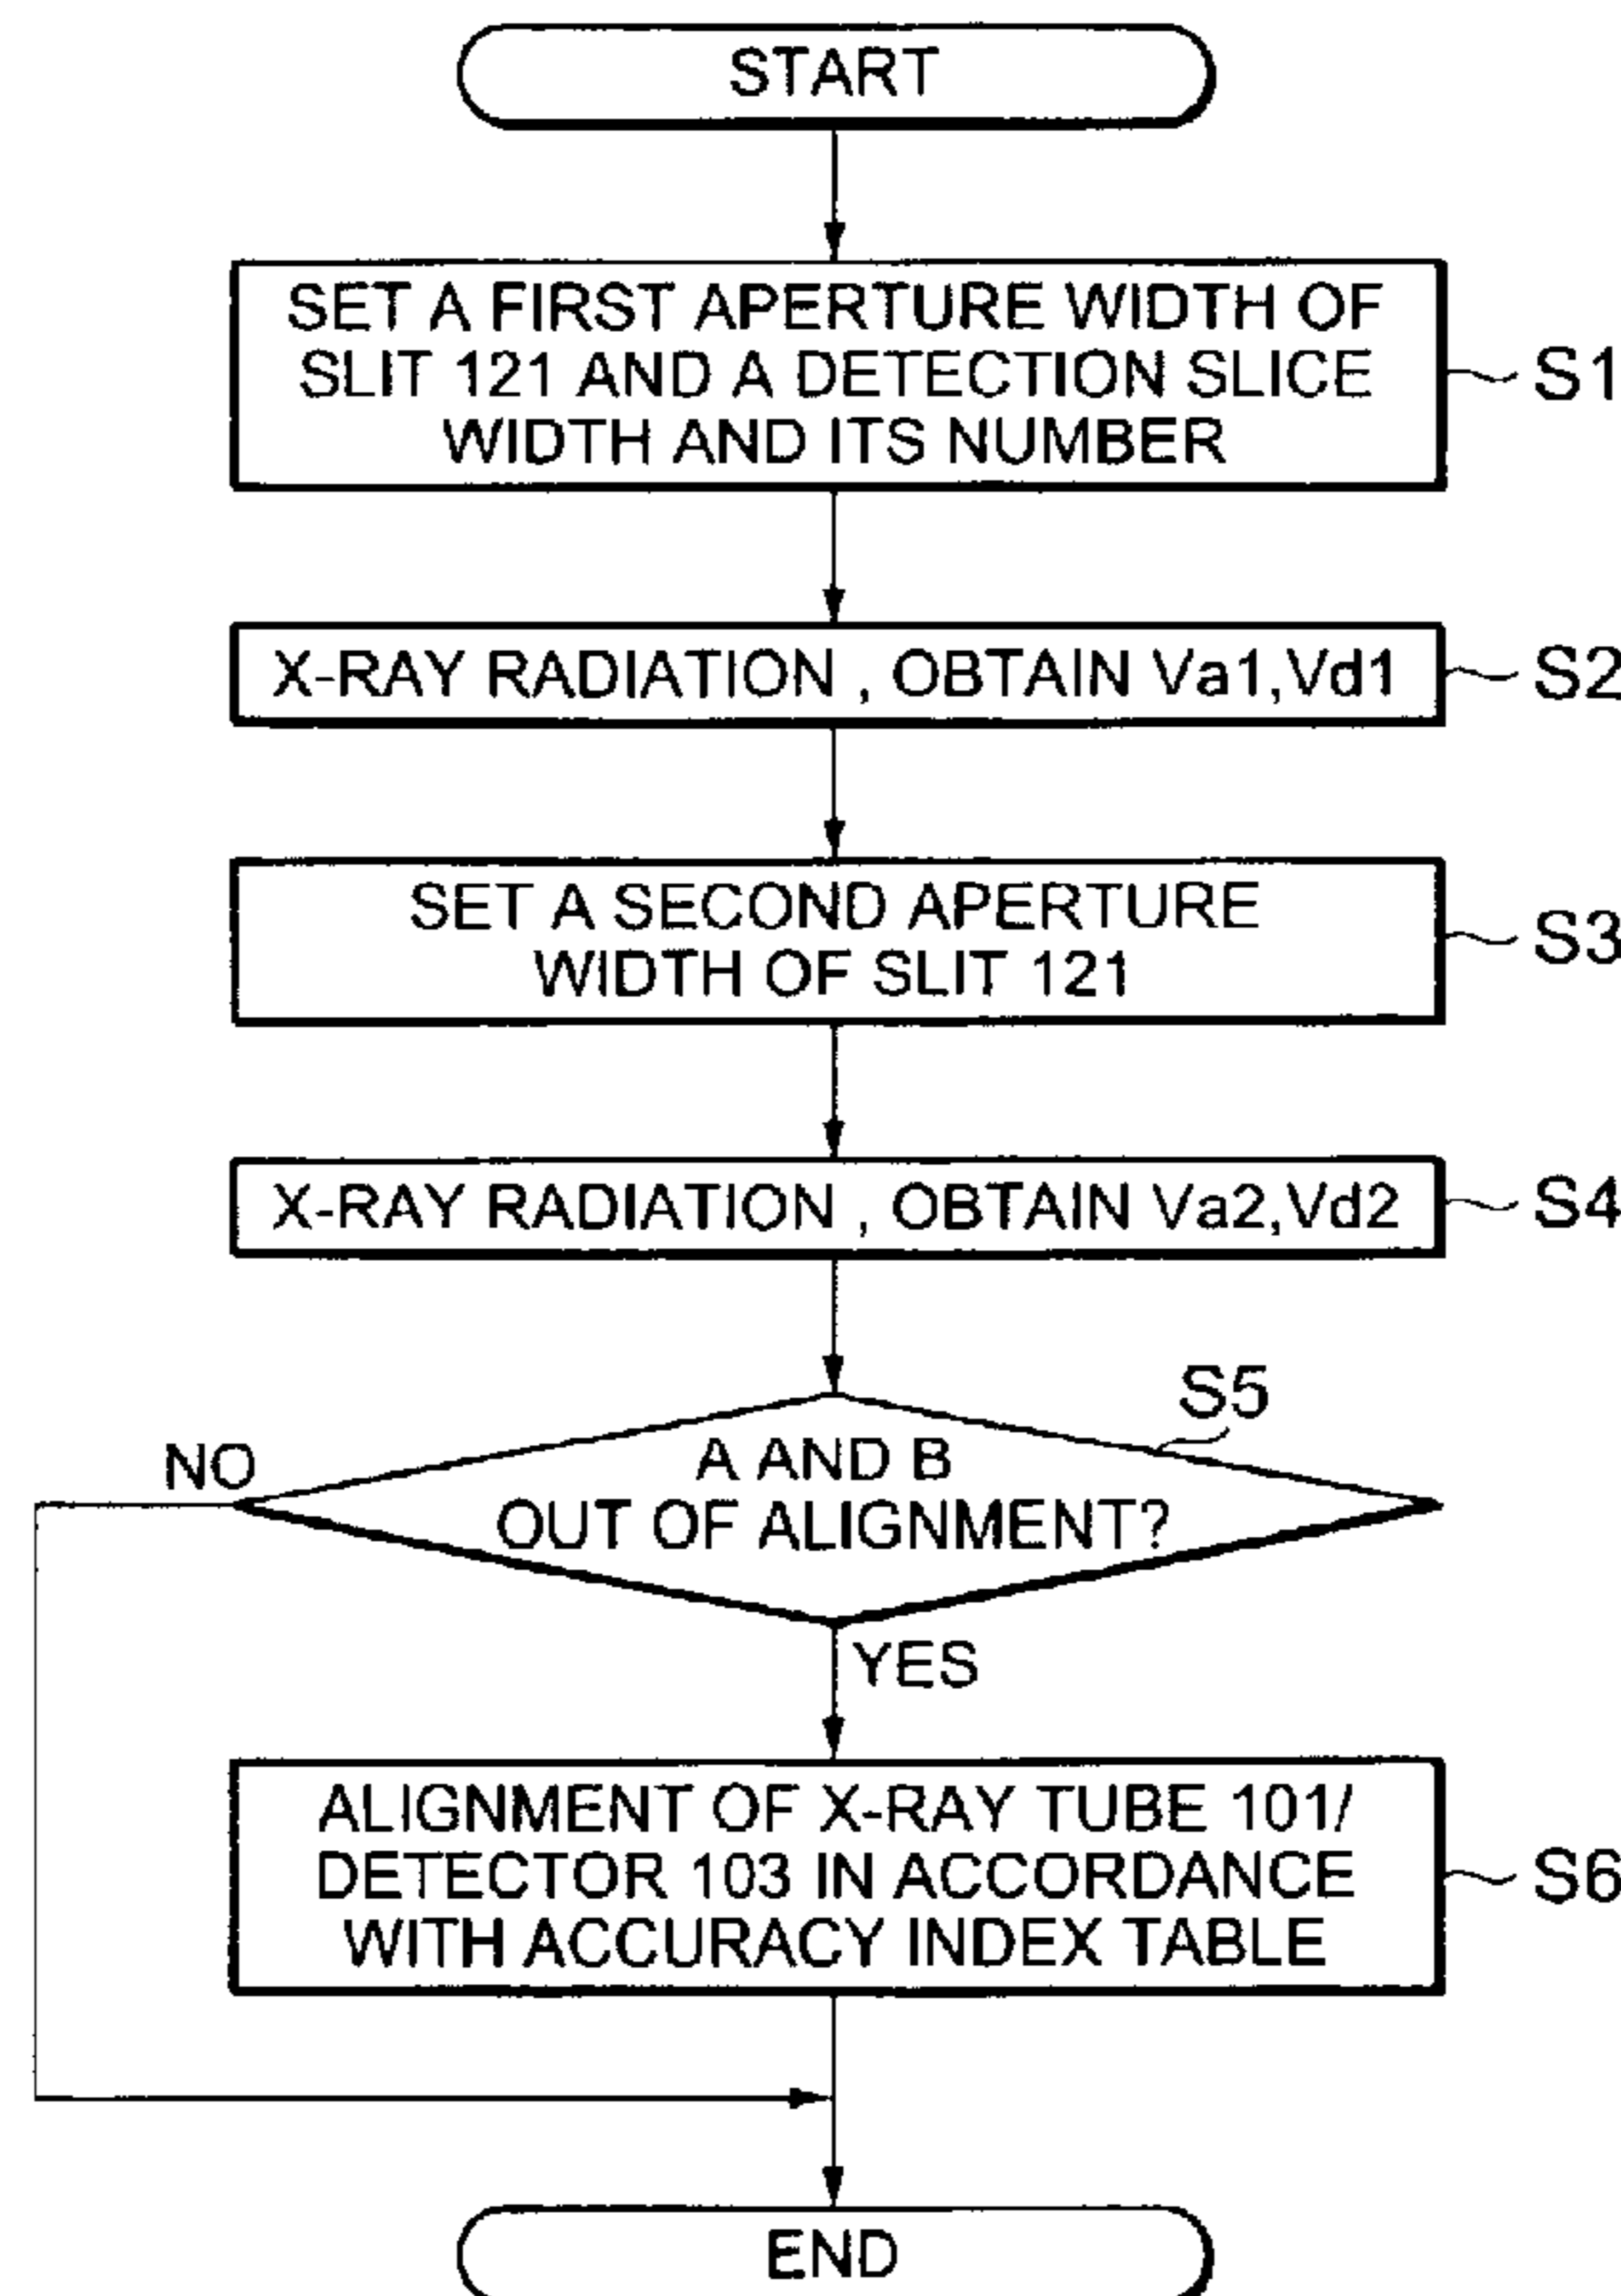 START
SET A FIRST APERTURE WIDTH OF
SLIT 121 AND A DETECTION SLICE
WIDTH AND ITS NUMBER
S1
X-RAY RADIATION , OBTAIN Va1,Vd1
S2
SET A SECOND APERTURE
WIDTH OF SLIT 121
S3
X-RAY RADIATION , OBTAIN Va2,Vd2
S4
S5
NO
A AND B
OUT OF ALIGNMENT?
YES
ALIGNMENT OF X-RAY TUBE 101/
DETECTOR 103 IN ACCORDANCE
WITH ACCURACY INDEX TABLE
S6
END